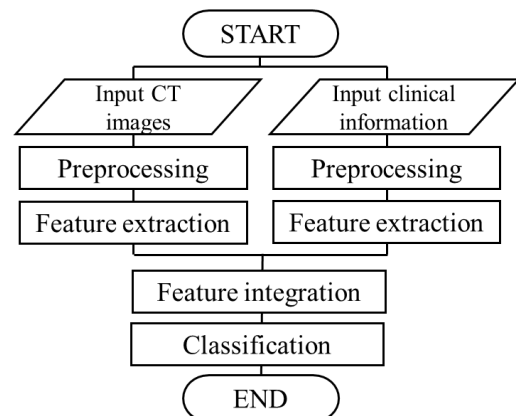 START
Input CT
images
Input clinical
information
Preprocessing
Preprocessing
Feature extraction
Feature extraction
Feature integration
Classification
END